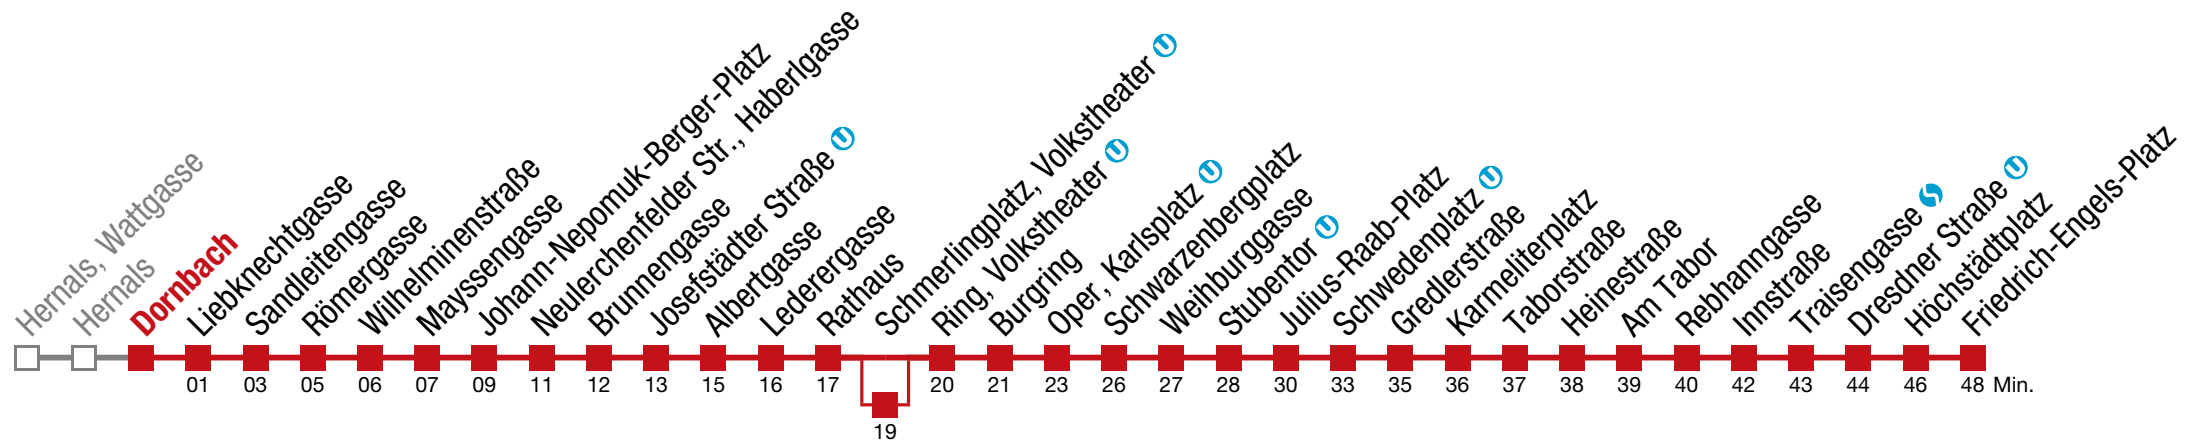 Hernals, Wattgasse
Hernals
Dornbach
Liebknechtgasse
Sandleitengasse
Römergasse
Wilhelminenstraße
Mayssengasse
Johann-Nepomuk-Berger-Platz
Neulerchenfelder Str., Haberlgasse
Brunnengasse
Josefstädter Straße
Albertgasse
Lederergasse
Rathaus
Schmerlingplatz, Volkstheater
Ring, Volkstheater
Burgring
Oper, Karlsplatz
Schwarzenbergplatz
Weihburggasse
Stubentor
Julius-Raab-Platz
Schwedenplatz
Gredlerstraße
Karmeliterplatz
Taborstraße
Heinestraße
Am Tabor
Rebhanngasse
Innstraße
Traisengasse
Dresdner Straße
Höchstädtplatz
Friedrich-Engels-Platz
01 03 05 06 07 09 11 12 13 15 16 17 20 21 23 26 27 28 30 33 35 36 37 38 39 40 42 43 44 46 48 Min.
19